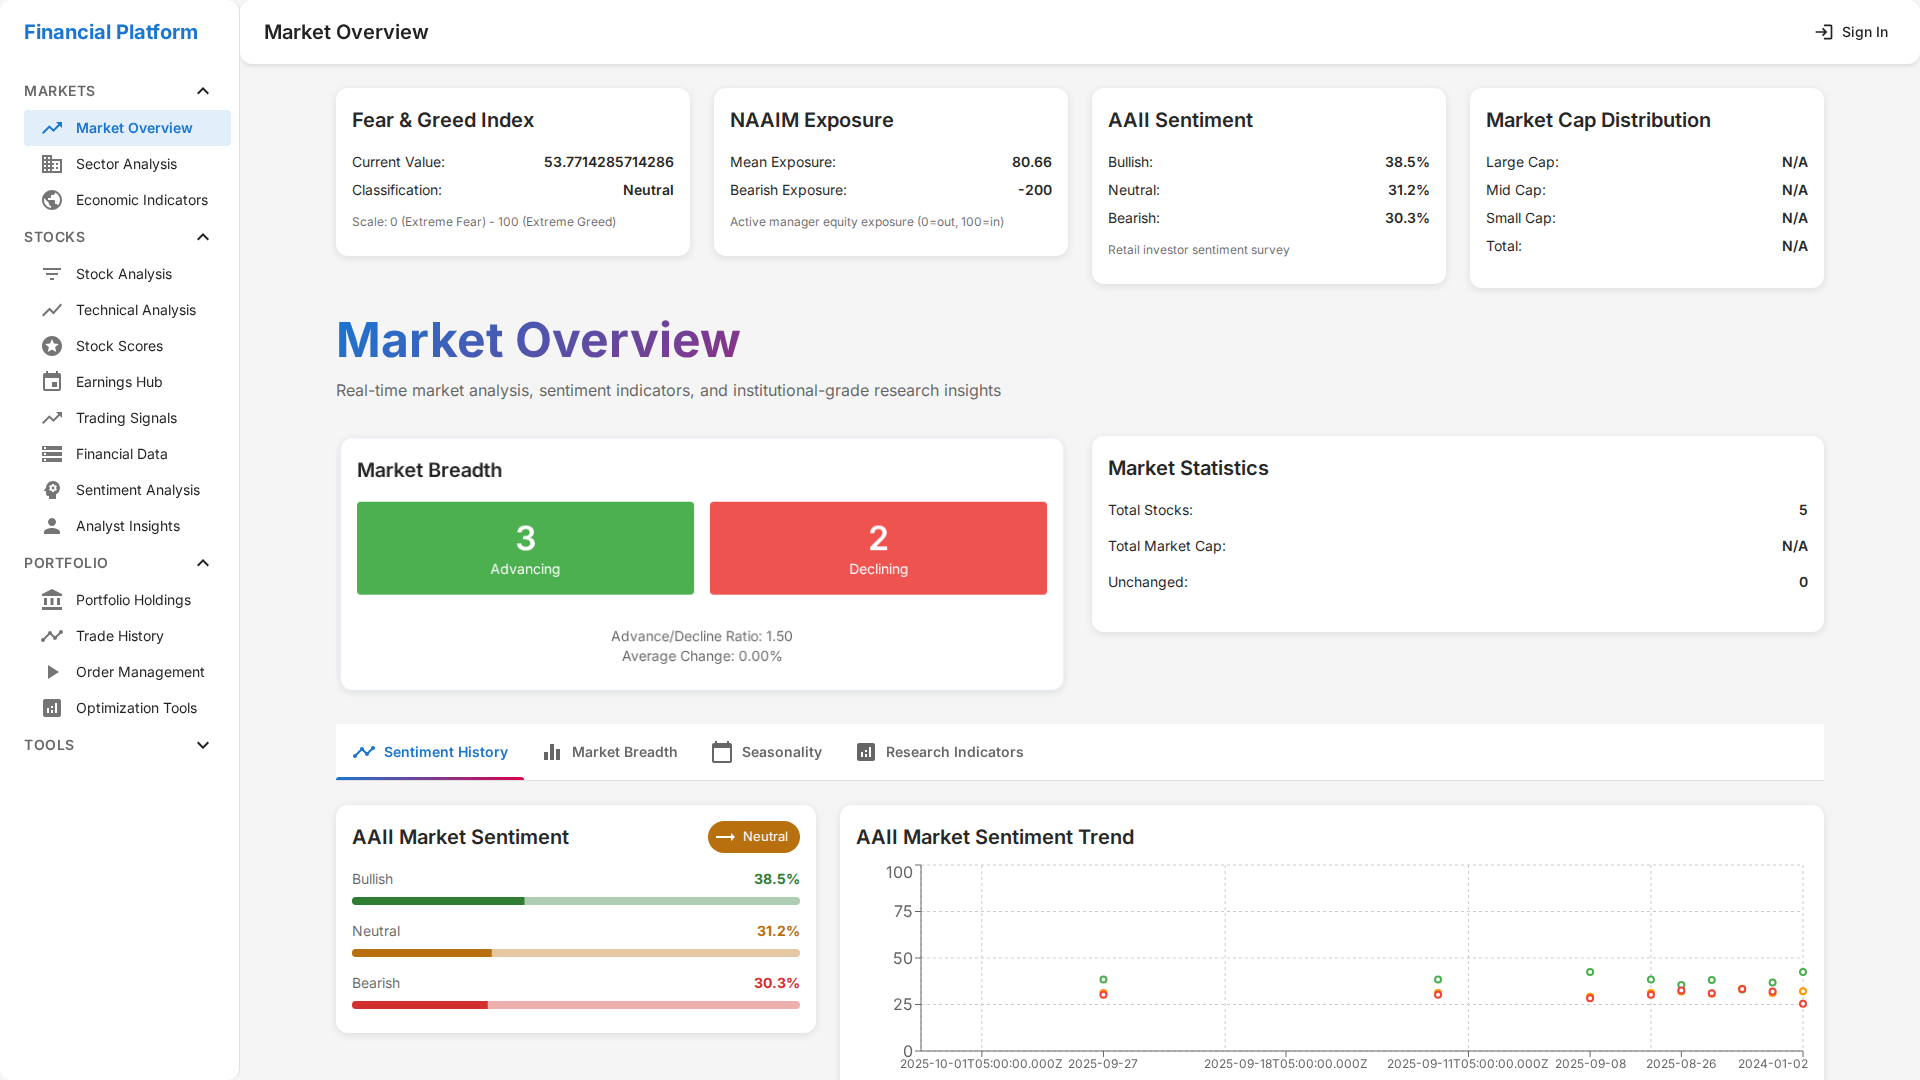 Financial Platform
MARKETS
Market Overview
Sector Analysis
Economic Indicators
STOCKS
Stock Analysis
Technical Analysis
Stock Scores
Earnings Hub
Trading Signals
Financial Data
Sentiment Analysis
Analyst Insights
PORTFOLIO
Portfolio Holdings
Trade History
Order Management
Optimization Tools
TOOLS
Market Overview
Sign In
Fear & Greed Index
Current Value: 53.7714285714286
Classification: Neutral
Scale: 0 (Extreme Fear) - 100 (Extreme Greed)
NAAIM Exposure
Mean Exposure: 80.66
Bearish Exposure: -200
Active manager equity exposure (0=out, 100=in)
AAII Sentiment
Bullish: 38.5%
Neutral: 31.2%
Bearish: 30.3%
Retail investor sentiment survey
Market Cap Distribution
Large Cap: N/A
Mid Cap: N/A
Small Cap: N/A
Total: N/A
Market Overview
Real-time market analysis, sentiment indicators, and institutional-grade research insights
Market Breadth
3
Advancing
2
Declining
Advance/Decline Ratio: 1.50
Average Change: 0.00%
Market Statistics
Total Stocks: 5
Total Market Cap: N/A
Unchanged: 0
Sentiment History
Market Breadth
Seasonality
Research Indicators
AAII Market Sentiment
Neutral
Bullish 38.5%
Neutral 31.2%
Bearish 30.3%
AAII Market Sentiment Trend
100
75
50
25
0
2025-10-01T05:00:00.000Z 2025-09-27 2025-09-18T05:00:00.000Z 2025-09-11T05:00:00.000Z 2025-09-08 2025-08-26 2024-01-02